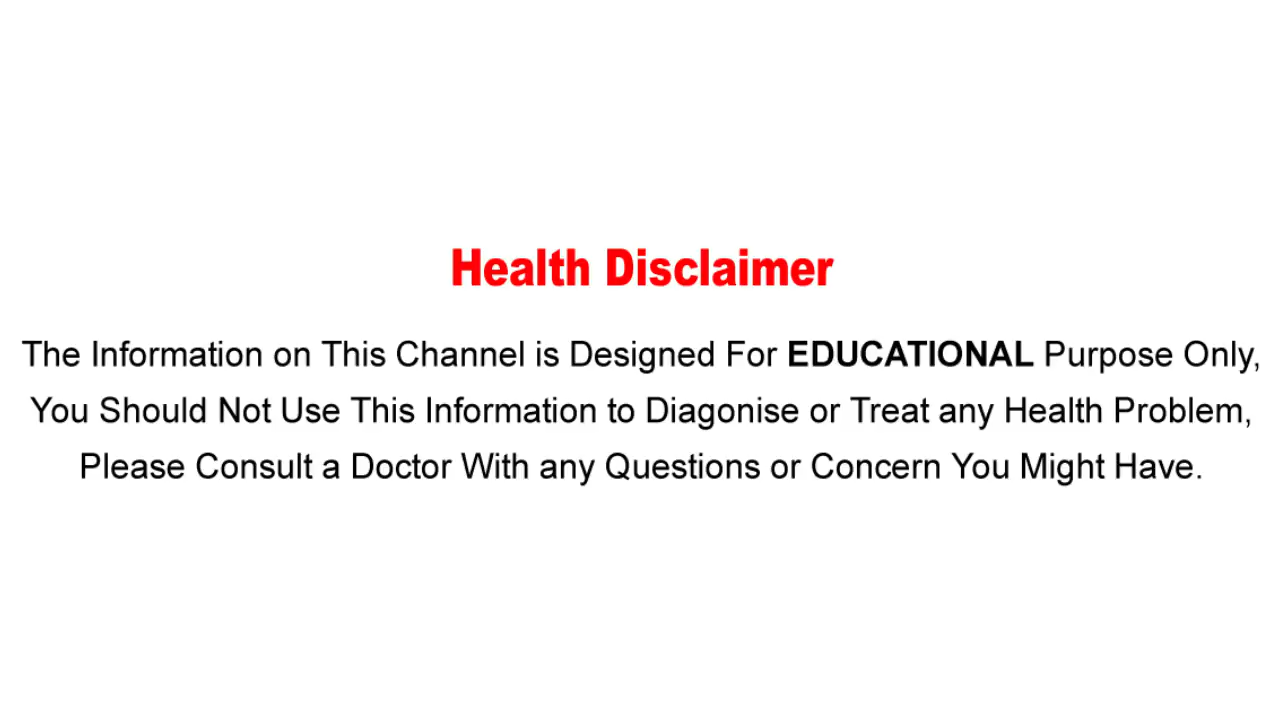 Health Disclaimer
The Information on This Channel is Designed For EDUCATIONAL Purpose Only,
You Should Not Use This Information to Diagonise or Treat any Health Problem,
Please Consult a Doctor With any Questions or Concern You Might Have.